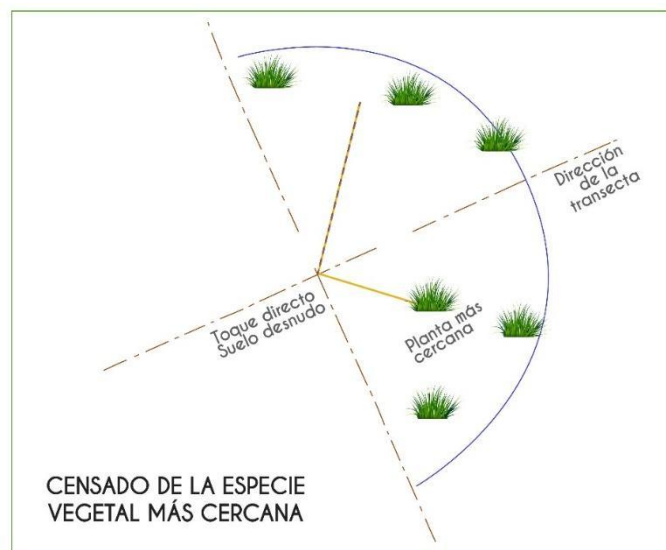 Dirección
de la
transecta
Toque directo
Suelo desnudo
Planta más
cercana
CENSADO DE LA ESPECIE
VEGETAL MÁS CERCANA